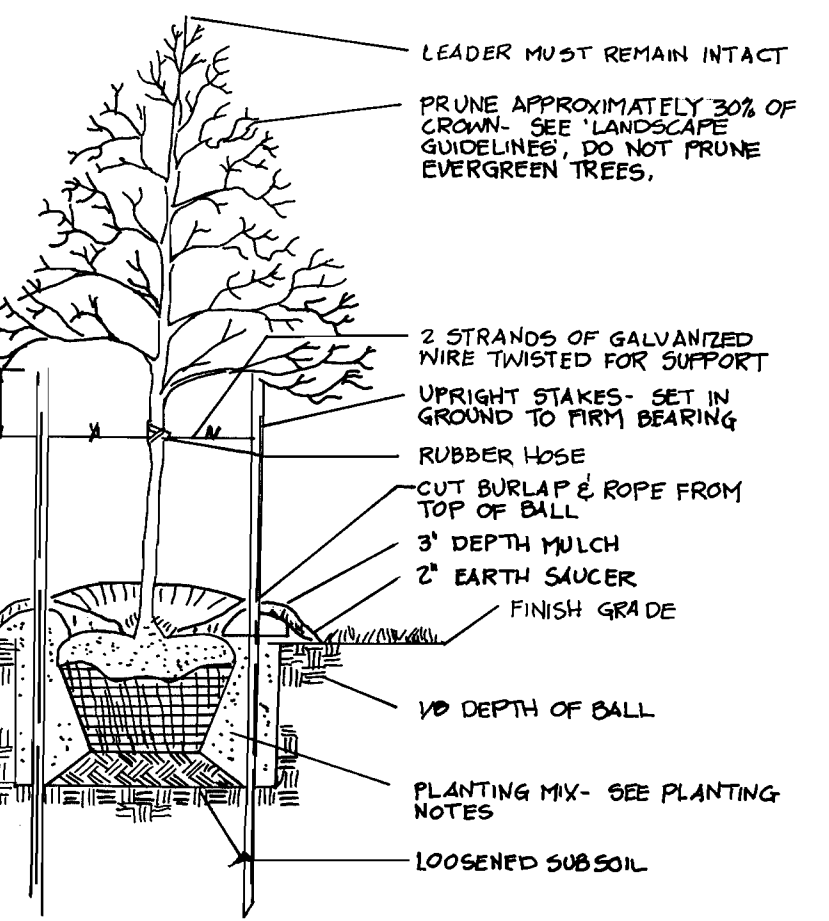 LEADER MUST REMAIN INTACT
PRUNE APPROXIMATELY 30% OF
CROWN- SEE 'LANDSCAPE
GUIDELINES', DO NOT PRUNE
EVERGREEN TREES.
2 STRANDS OF GALVANIZED
WIRE TWISTED FOR SUPPORT
UPRIGHT STAKES- SET IN
GROUND TO FIRM BEARING
RUBBER HOSE
CUT BURLAP & ROPE FROM
TOP OF BALL
3" DEPTH MULCH
2" EARTH SAUCER
FINISH GRADE
DEPTH OF BALL
PLANTING MIX- SEE PLANTING
NOTES
LOOSENED SUBSOIL